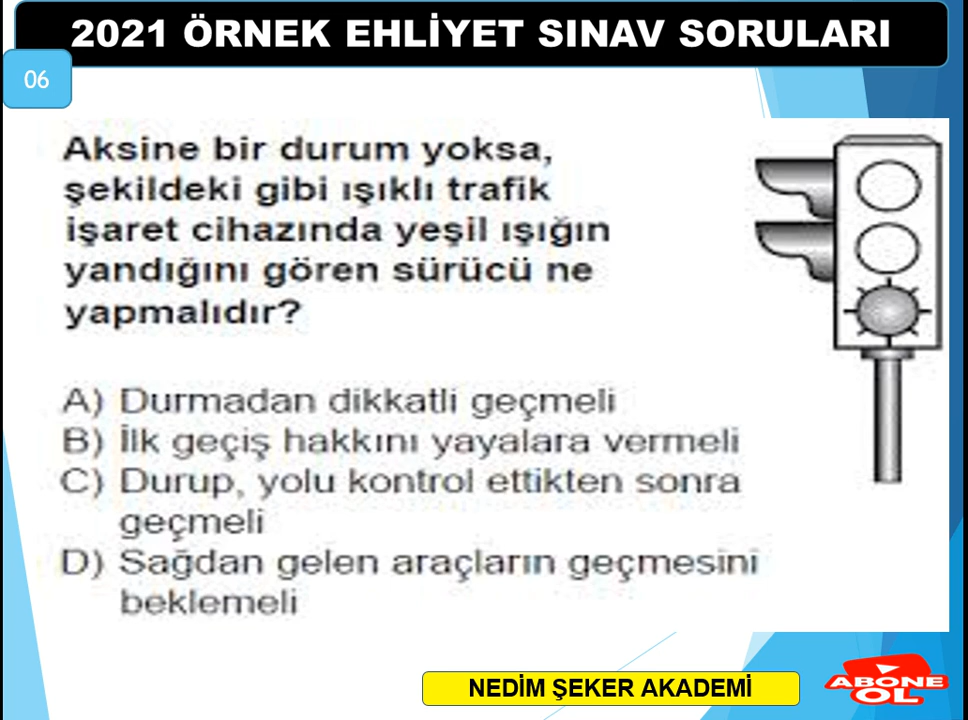 2021 ÖRNEK EHLİYET SINAV SORULARI
06
Aksine bir durum yoksa,
şekildeki gibi ışıklı trafik
işaret cihazında yeşil ışığın
yandığını gören sürücü ne
yapmalıdır?
A) Durmadan dikkatli geçmeli
B) İlk geçiş hakkını yayalara vermeli
C) Durup, yolu kontrol ettikten sonra
geçmeli
D) Sağdan gelen araçların geçmesini
beklemeli
NEDİM ŞEKER AKADEMİ
ABONE
OL